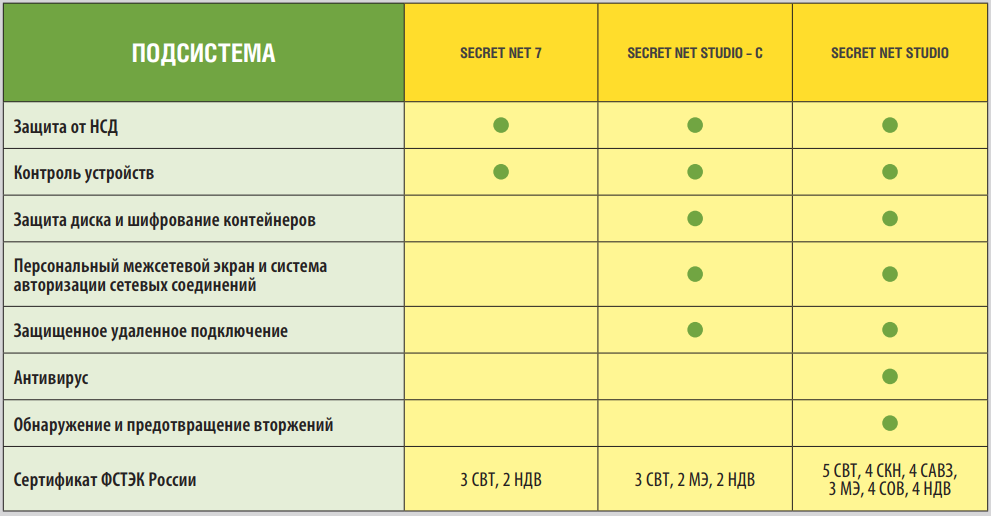 ПОДСИСТЕМА
SECRET NET 7
SECRET NET STUDIO – C
SECRET NET STUDIO
Защита от НСД
Контроль устройств
Защита диска и шифрование контейнеров
Персональный межсетевой экран и система
авторизации сетевых соединений
Защищенное удаленное подключение
Антивирус
Обнаружение и предотвращение вторжений
Сертификат ФСТЭК России
3 СВТ, 2 НДВ
3 СВТ, 2 МЭ, 2 НДВ
5 СВТ, 4 СКН, 4 САВЗ,
3 МЭ, 4 СОВ, 4 НДВ